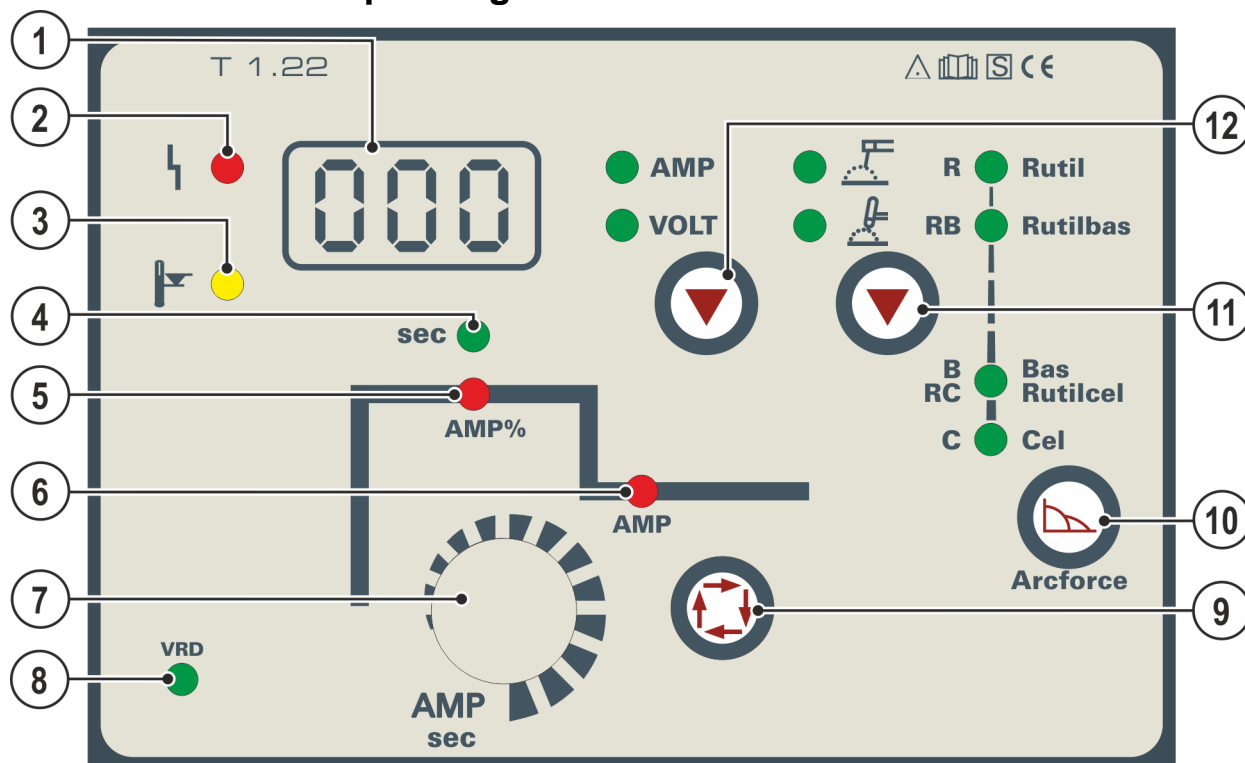 1
T 1.22
S CE
2
12
000
AMP
R Rutil
3
VOLT
RB Rutilbas
4
sec
11
5
AMP%
B Bas
RC Rutilcel
C Cel
6
AMP
10
Arcforce
7
9
VRD
8
AMP
sec